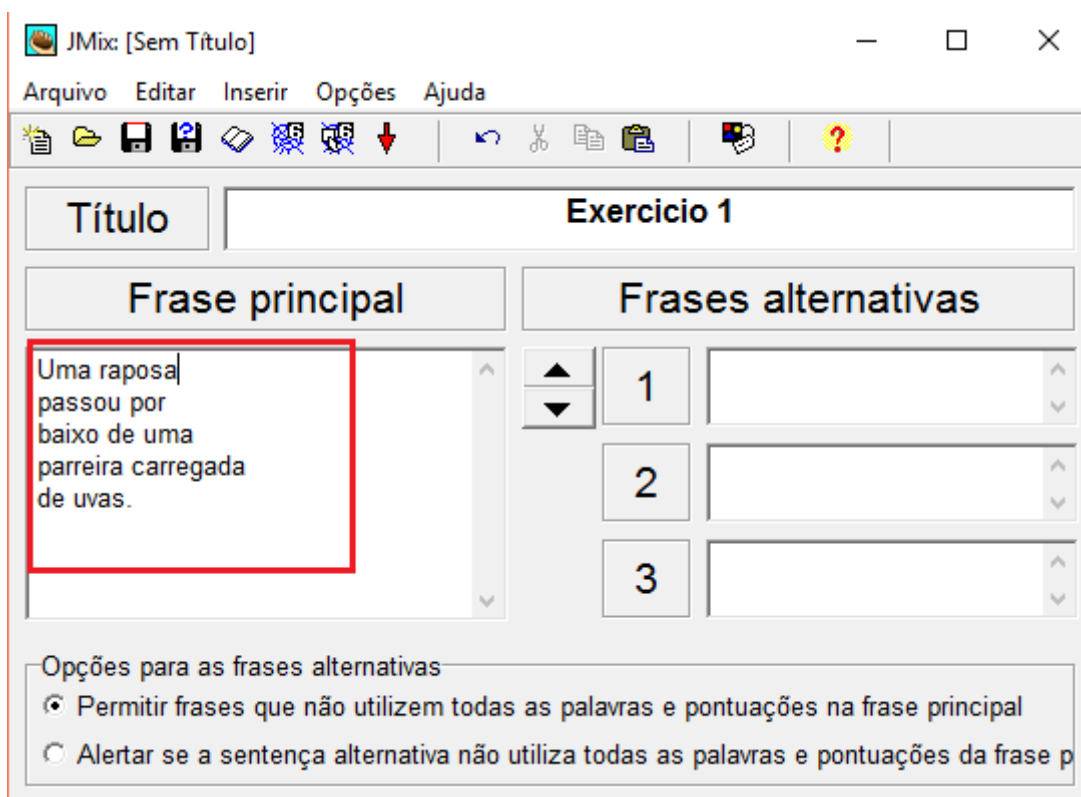 JMix: [Sem Título]
Arquivo Editar Inserir Opções Ajuda
Título
Exercicio 1
Frase principal
Frases alternativas
Uma raposa
passou por
baixo de uma
parreira carregada
de uvas.
1
2
3
Opções para as frases alternativas
Permitir frases que não utilizem todas as palavras e pontuações na frase principal
Alertar se a sentença alternativa não utiliza todas as palavras e pontuações da frase p